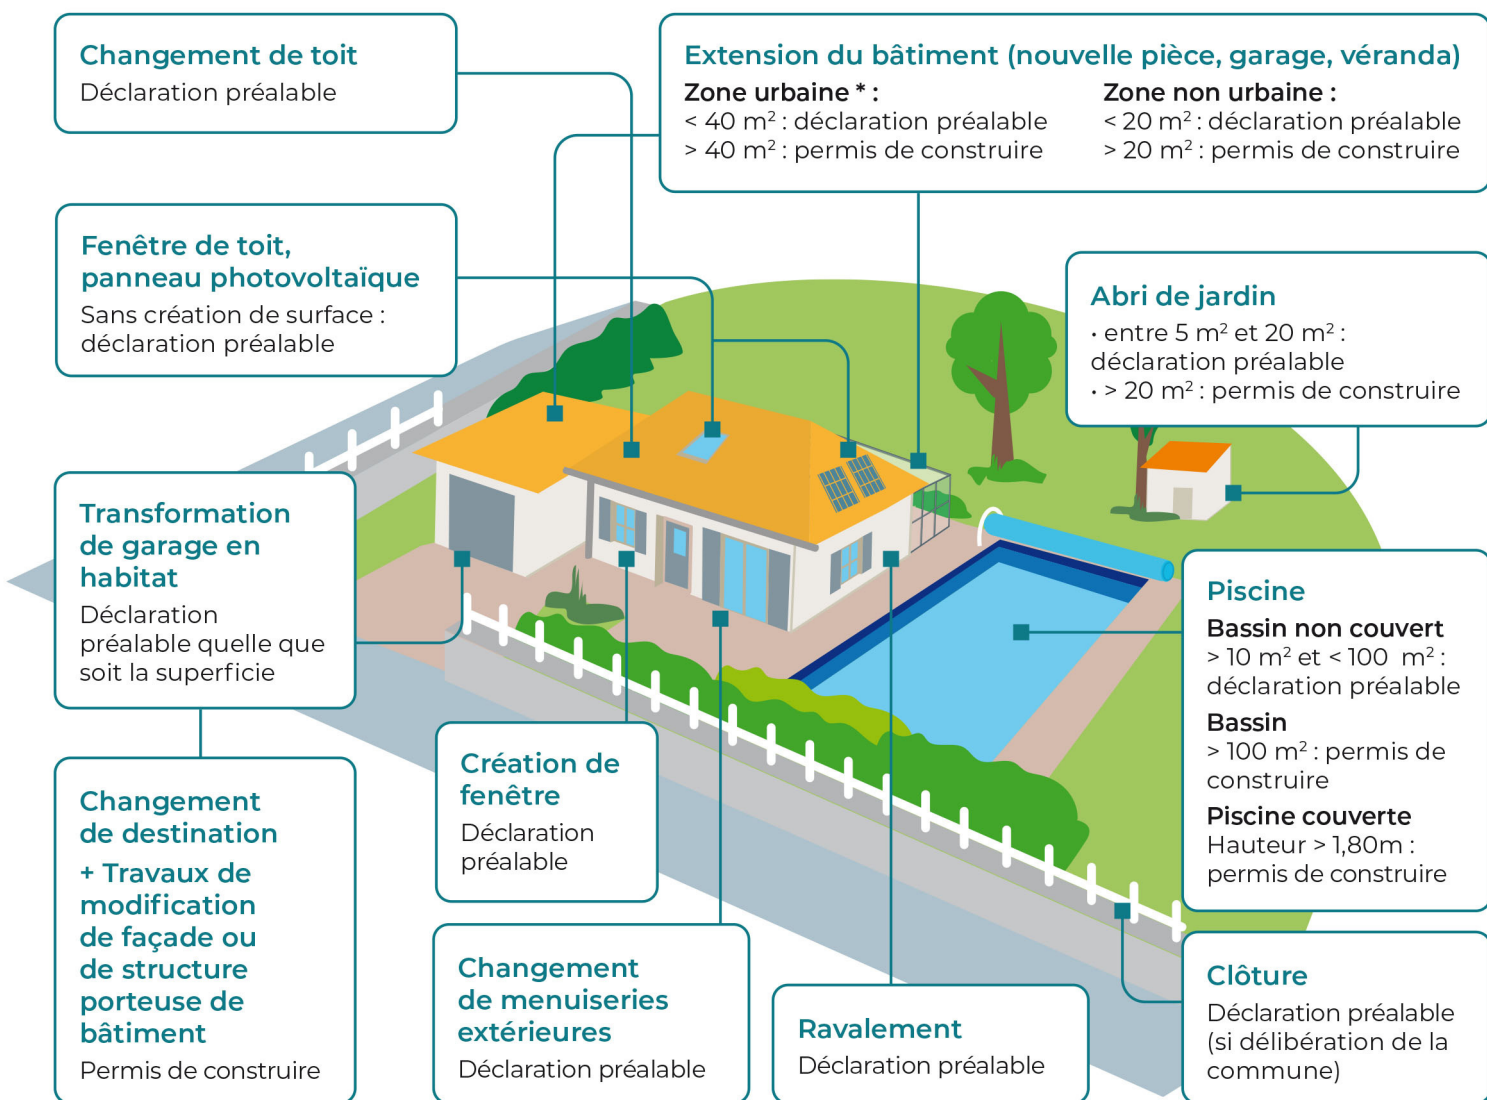 Changement de toit
Déclaration préalable
Extension du bâtiment (nouvelle pièce, garage, véranda)
Zone urbaine * :
< 40 m² : déclaration préalable
> 40 m² : permis de construire
Zone non urbaine :
< 20 m² : déclaration préalable
> 20 m² : permis de construire
Fenêtre de toit,
panneau photovoltaïque
Sans création de surface :
déclaration préalable
Abri de jardin
• entre 5 m² et 20 m² :
déclaration préalable
• > 20 m² : permis de construire
Transformation
de garage en
habitat
Déclaration
préalable quelle que
soit la superficie
Piscine
Bassin non couvert
> 10 m² et < 100 m² :
déclaration préalable
Bassin
> 100 m² : permis de
construire
Piscine couverte
Hauteur > 1,80m :
permis de construire
Changement
de destination
+ Travaux de
modification
de façade ou
de structure
porteuse de
bâtiment
Permis de construire
Création de
fenêtre
Déclaration
préalable
Changement
de menuiseries
extérieures
Déclaration préalable
Ravalement
Déclaration préalable
Clôture
Déclaration préalable
(si délibération de la
commune)